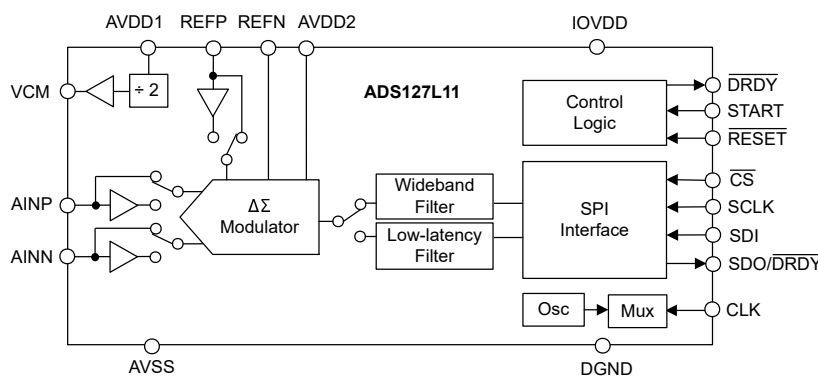 AVDD1 REFP REFN AVDD2 IOVDD
VCM
÷ 2
ADS127L11
Control
Logic
DRDY
START
RESET
AINP
AINN
ΔΣ
Modulator
Wideband
Filter
Low-latency
Filter
SPI
Interface
CS
SCLK
SDI
SDO/DRDY
Osc
Mux
CLK
AVSS
DGND